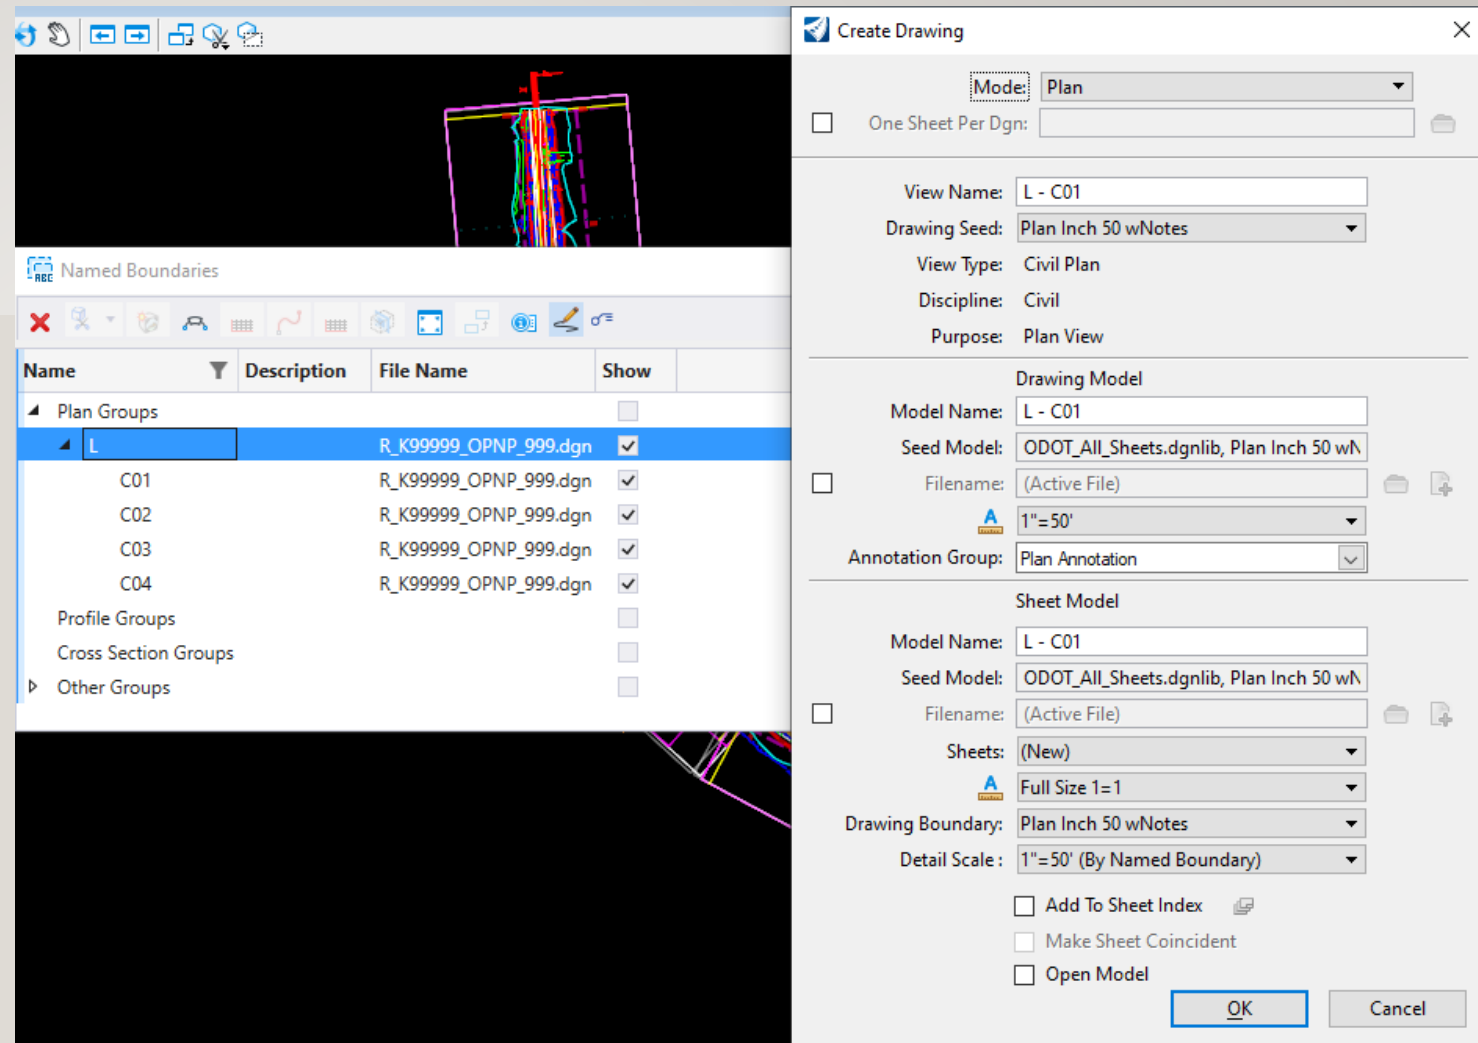 Create Drawing
Mode: Plan
One Sheet Per Dgn:
View Name: L - C01
Drawing Seed: Plan Inch 50 wNotes
View Type: Civil Plan
Discipline: Civil
Purpose: Plan View
Drawing Model
Model Name: L - C01
Seed Model: ODOT_All_Sheets.dgnlib, Plan Inch 50 wN
Filename: (Active File)
A 1"=50'
Annotation Group: Plan Annotation
Sheet Model
Model Name: L - C01
Seed Model: ODOT_All_Sheets.dgnlib, Plan Inch 50 wN
Filename: (Active File)
Sheets: (New)
A Full Size 1=1
Drawing Boundary: Plan Inch 50 wNotes
Detail Scale : 1"=50' (By Named Boundary)
Add To Sheet Index
Make Sheet Coincident
Open Model
OK Cancel
ABC Named Boundaries
Name Description File Name Show
Plan Groups
L R_K99999_OPNP_999.dgn
C01 R_K99999_OPNP_999.dgn
C02 R_K99999_OPNP_999.dgn
C03 R_K99999_OPNP_999.dgn
C04 R_K99999_OPNP_999.dgn
Profile Groups
Cross Section Groups
Other Groups